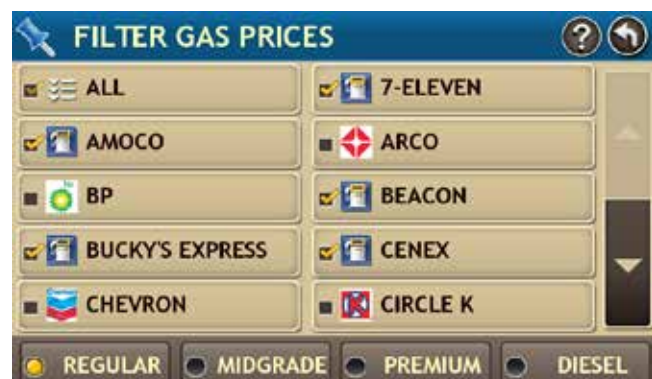 FILTER GAS PRICES ?
ALL 7-ELEVEN
AMOCO ARCO
BP BEACON
BUCKY'S EXPRESS CENEX
CHEVRON CIRCLE K
REGULAR MIDGRADE PREMIUM DIESEL